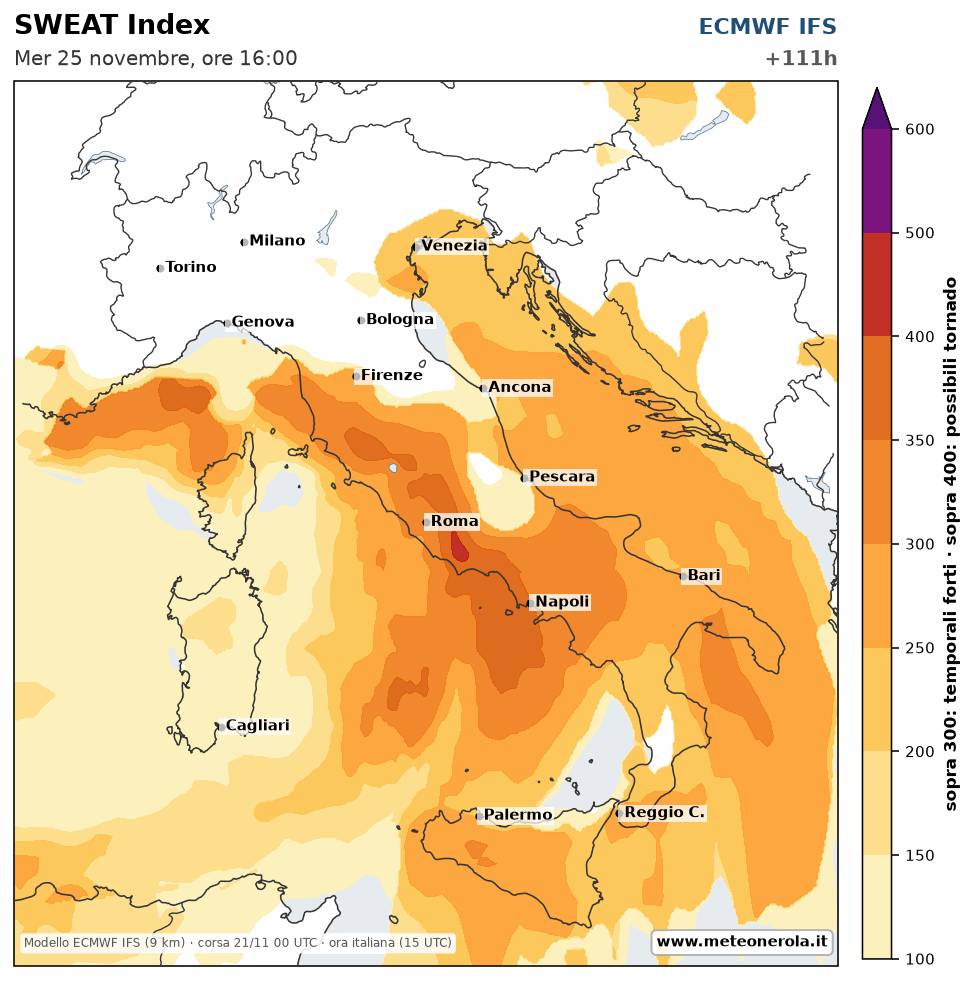 SWEAT Index
ECMWF IFS
Mer 25 novembre, ore 16:00
+111h
Milano
Venezia
Torino
Genova
Bologna
Firenze
Ancona
Pescara
Roma
Bari
Napoli
Cagliari
Palermo
Reggio C.
600
500
400
350
300
250
200
150
100
sopra 300: temporali forti · sopra 400: possibili tornado
Modello ECMWF IFS (9 km) · corsa 21/11 00 UTC · ora italiana (15 UTC)
www.meteonerola.it